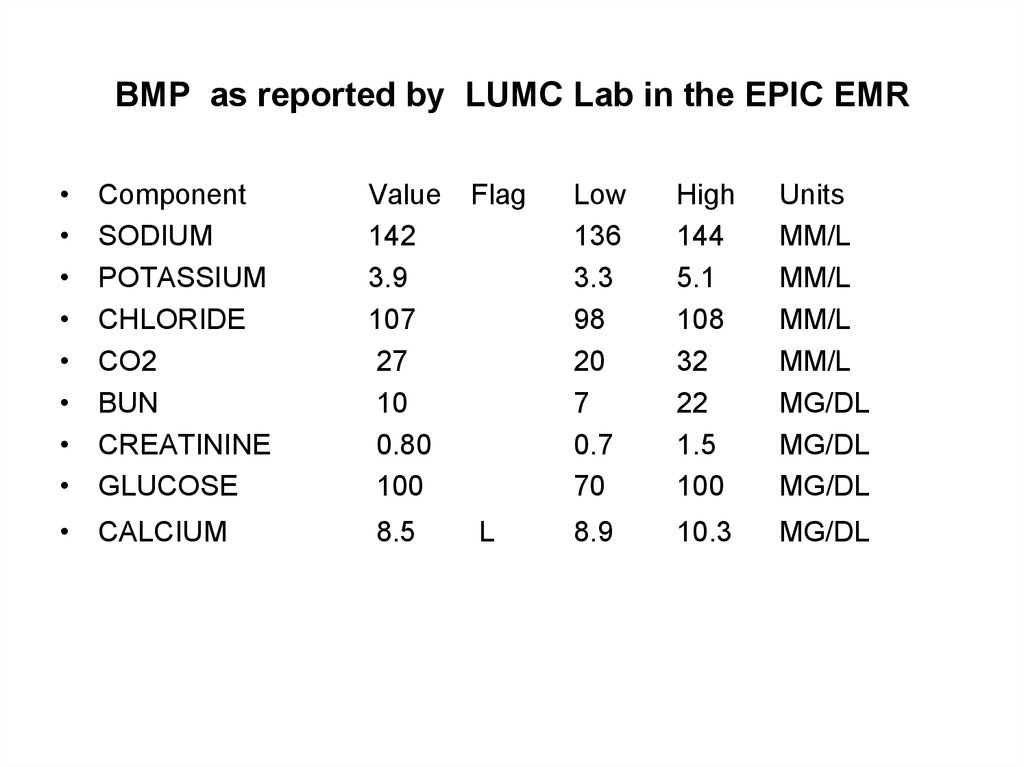 BMP as reported by LUMC Lab in the EPIC EMR
• Component Value Flag Low High Units
• SODIUM 142 136 144 MM/L
• POTASSIUM 3.9 3.3 5.1 MM/L
• CHLORIDE 107 98 108 MM/L
• CO2 27 20 32 MM/L
• BUN 10 7 22 MG/DL
• CREATININE 0.80 0.7 1.5 MG/DL
• GLUCOSE 100 70 100 MG/DL
• CALCIUM 8.5 L 8.9 10.3 MG/DL